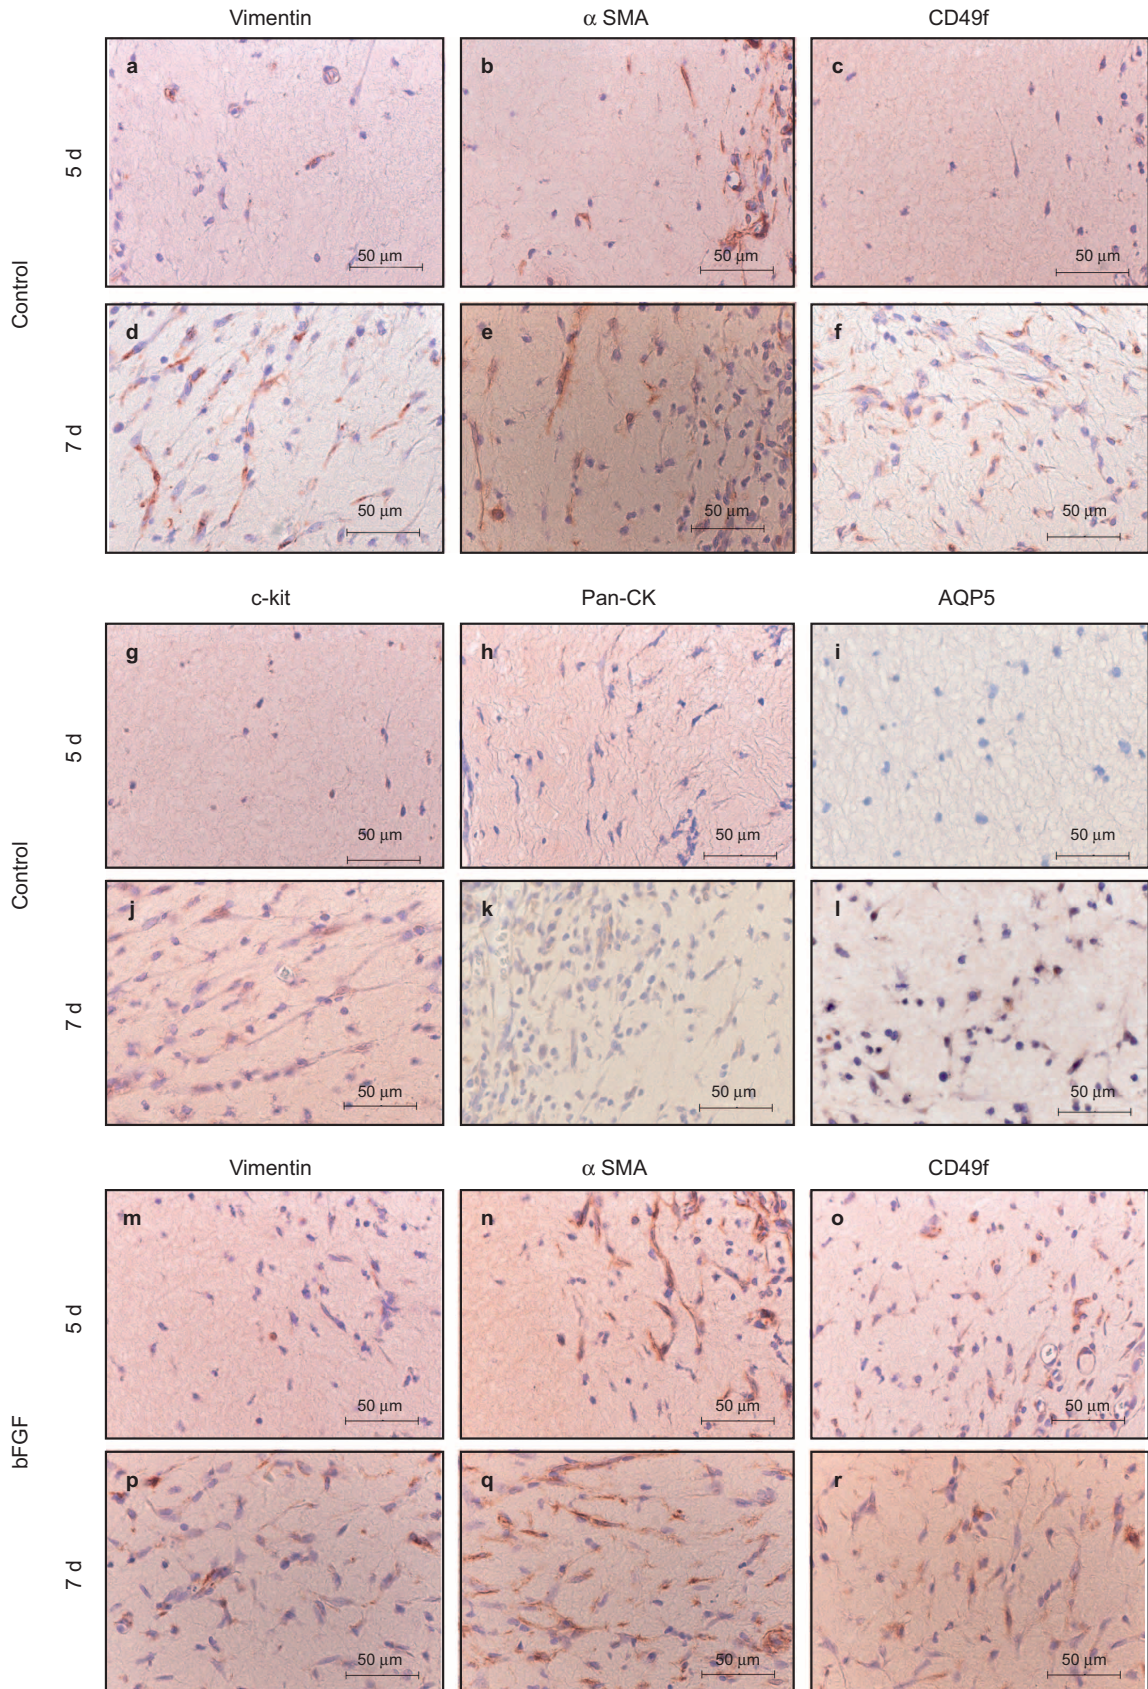 Vimentin α SMA CD49f
Control
5 d
a 50 μm
b 50 μm
c 50 μm
7 d
d 50 μm
e 50 μm
f 50 μm
c-kit Pan-CK AQP5
Control
5 d
g 50 μm
h 50 μm
i 50 μm
7 d
j 50 μm
k 50 μm
l 50 μm
Vimentin α SMA CD49f
bFGF
5 d
m 50 μm
n 50 μm
o 50 μm
7 d
p 50 μm
q 50 μm
r 50 μm